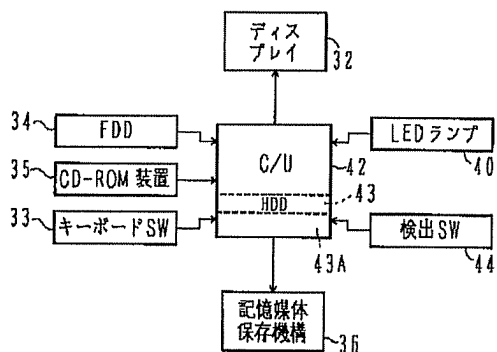 ディス
プレイ
32
34
FDD
35
CD-ROM 装置
33
キーボードSW
C/U
42
HDD
43
43A
LEDランプ
40
検出SW
44
記憶媒体
保存機構
36